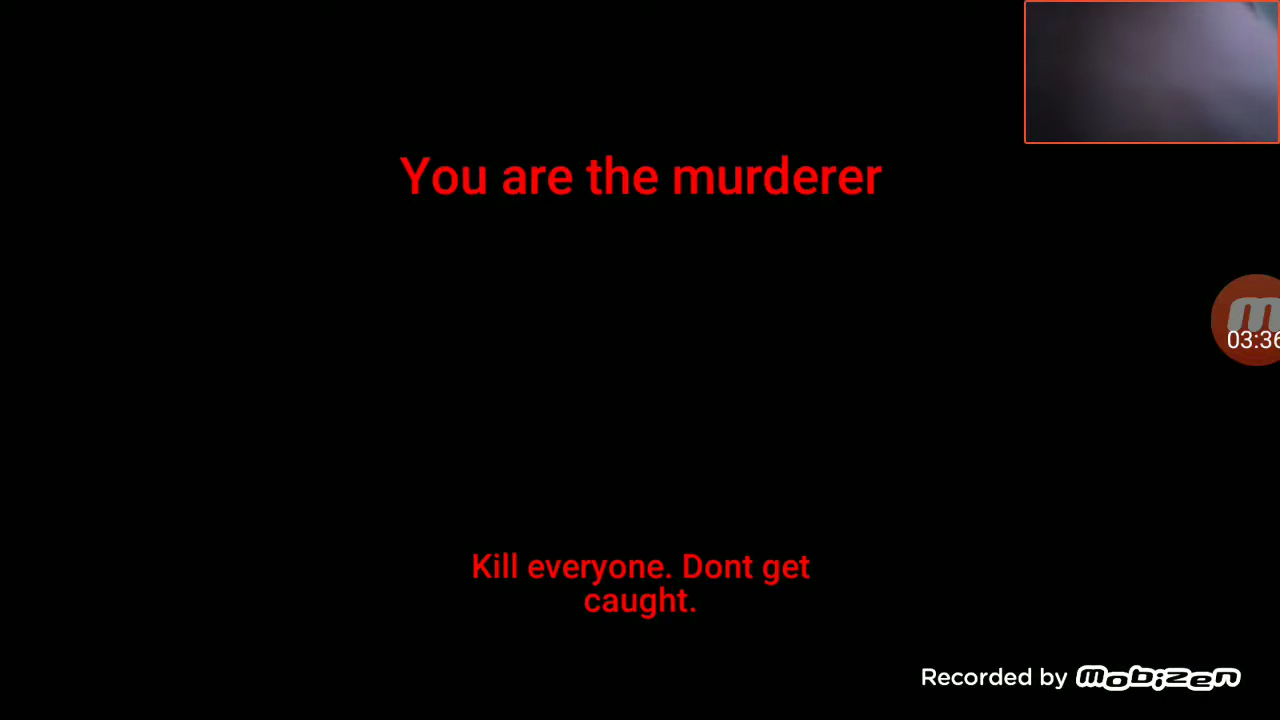 You are the murderer
03:36
Kill everyone. Dont get
caught.
Recorded by mobizen